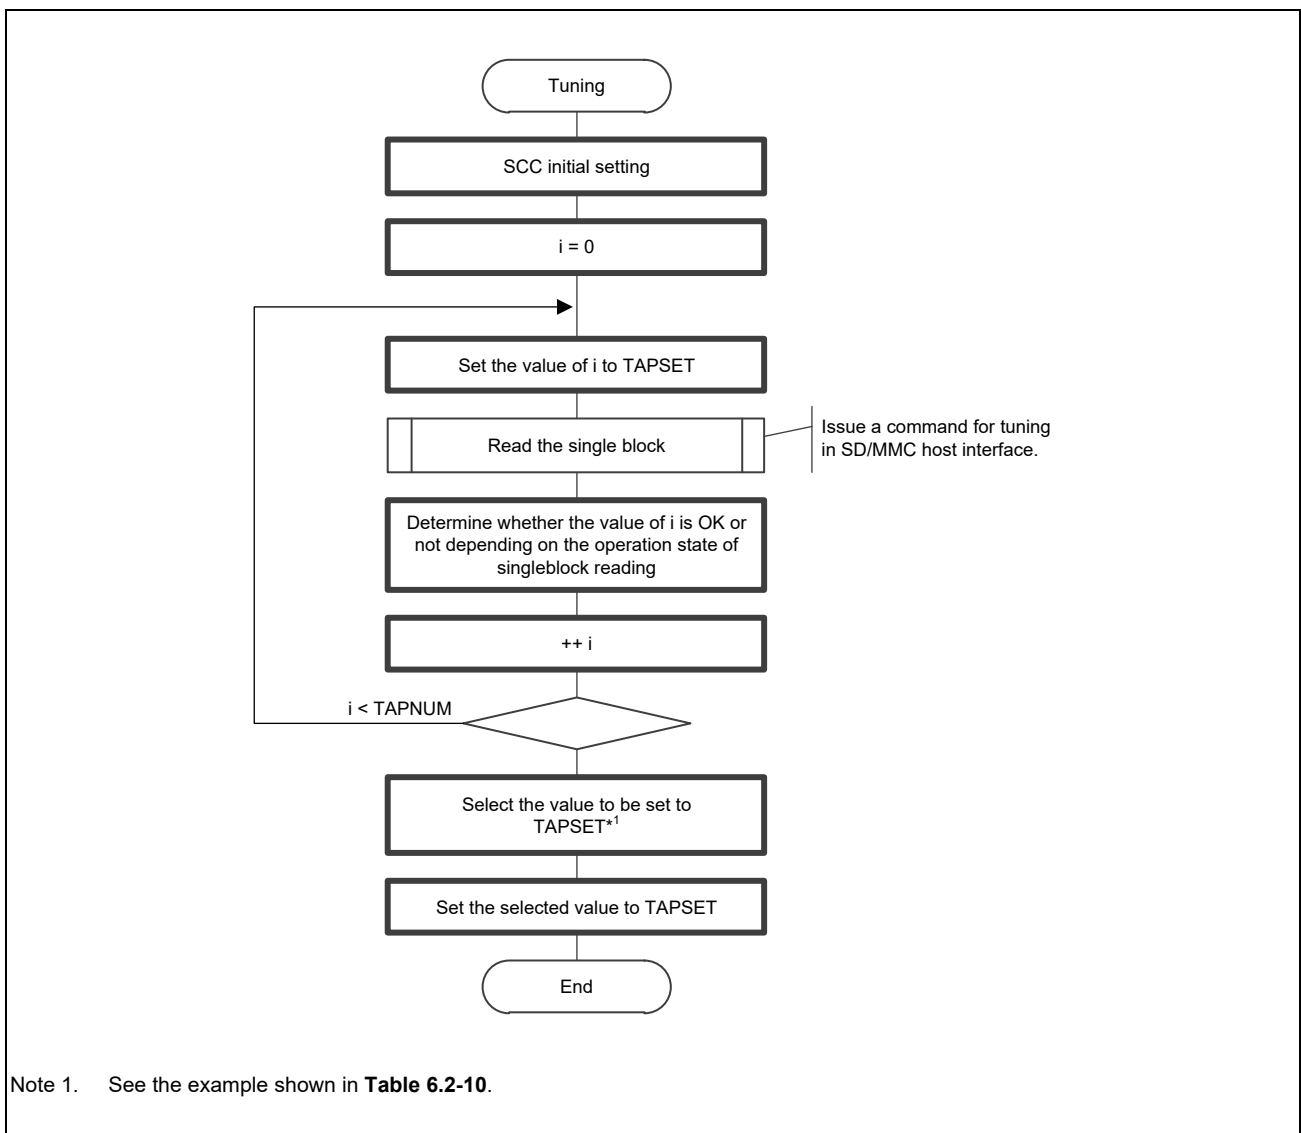 Tuning
SCC initial setting
i = 0
Set the value of i to TAPSET
Read the single block
Issue a command for tuning
in SD/MMC host interface.
Determine whether the value of i is OK or
not depending on the operation state of
singleblock reading
++ i
i < TAPNUM
Select the value to be set to
TAPSET*1
Set the selected value to TAPSET
End
Note 1. See the example shown in Table 6.2-10.